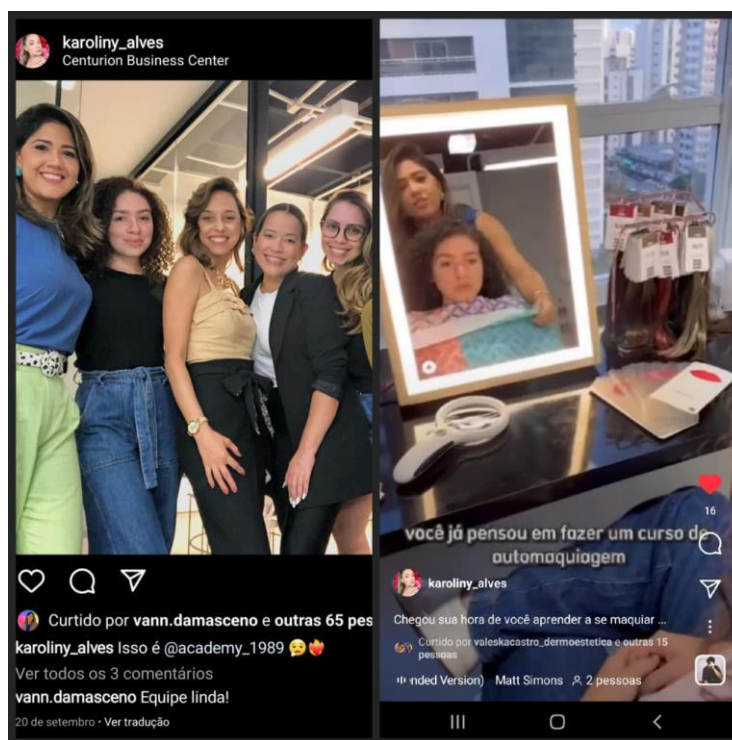 karoliny_alves
Centurion Business Center
Curtido por vann.damasceno e outras 65 pes
karoliny_alves Isso é @academy_1989 😥❤️‍🔥
Ver todos os 3 comentários
vann.damasceno Equipe linda!
20 de setembro • Ver tradução
16
você já pensou em fazer um curso de
automaquiagem
karoliny_alves
Chegou sua hora de você aprender a se maquiar ...
Curtido por valeskacastro_dermoestetica e outras 15
pessoas
nded Version) Matt Simons 2 pessoas